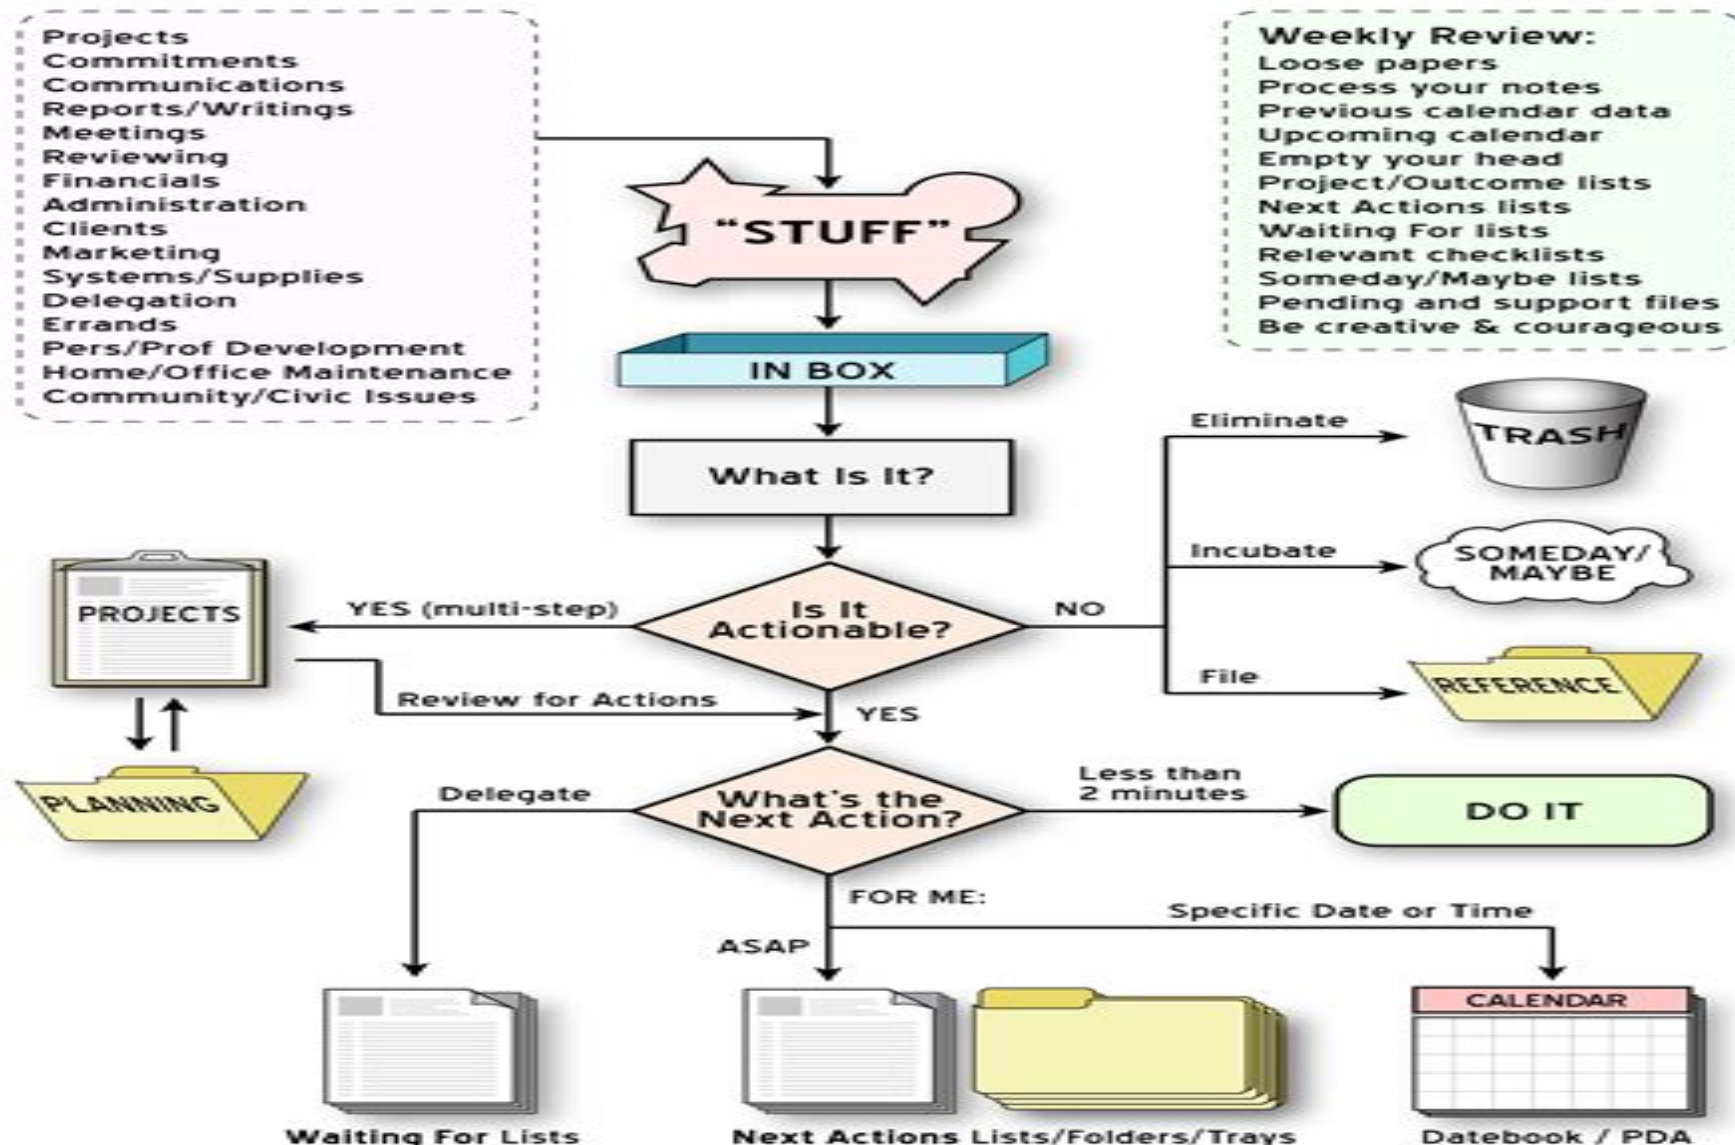 Projects
Commitments
Communications
Reports/Writings
Meetings
Reviewing
Financials
Administration
Clients
Marketing
Systems/Supplies
Delegation
Errands
Pers/Prof Development
Home/Office Maintenance
Community/Civic Issues
Weekly Review:
Loose papers
Process your notes
Previous calendar data
Upcoming calendar
Empty your head
Project/Outcome lists
Next Actions lists
Waiting For lists
Relevant checklists
Someday/Maybe lists
Pending and support files
Be creative & courageous
“STUFF”
IN BOX
What Is It?
Eliminate
TRASH
Incubate
SOMEDAY/
MAYBE
File
REFERENCE
Is It
Actionable?
NO
YES (multi-step)
PROJECTS
Review for Actions
YES
PLANNING
What's the
Next Action?
Delegate
Less than
2 minutes
DO IT
FOR ME:
Specific Date or Time
ASAP
CALENDAR
Waiting For Lists
Next Actions Lists/Folders/Trays
Datebook / PDA